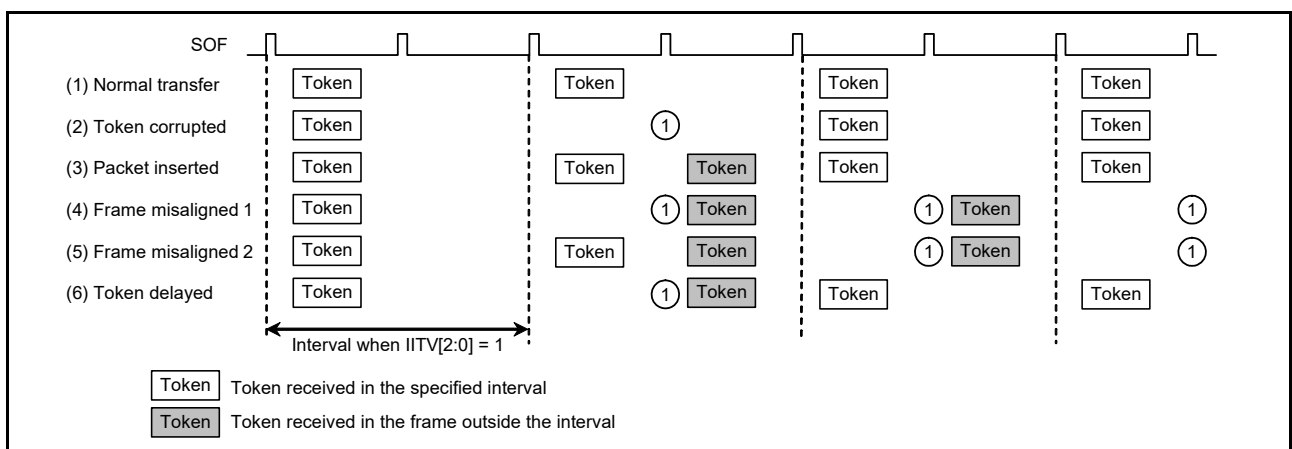 SOF
(1) Normal transfer Token Token Token Token
(2) Token corrupted Token 1 Token Token
(3) Packet inserted Token Token Token Token Token
(4) Frame misaligned 1 Token 1 Token 1 Token 1
(5) Frame misaligned 2 Token Token Token 1 Token 1
(6) Token delayed Token 1 Token Token Token
Interval when IITV[2:0] = 1
Token Token received in the specified interval
Token Token received in the frame outside the interval